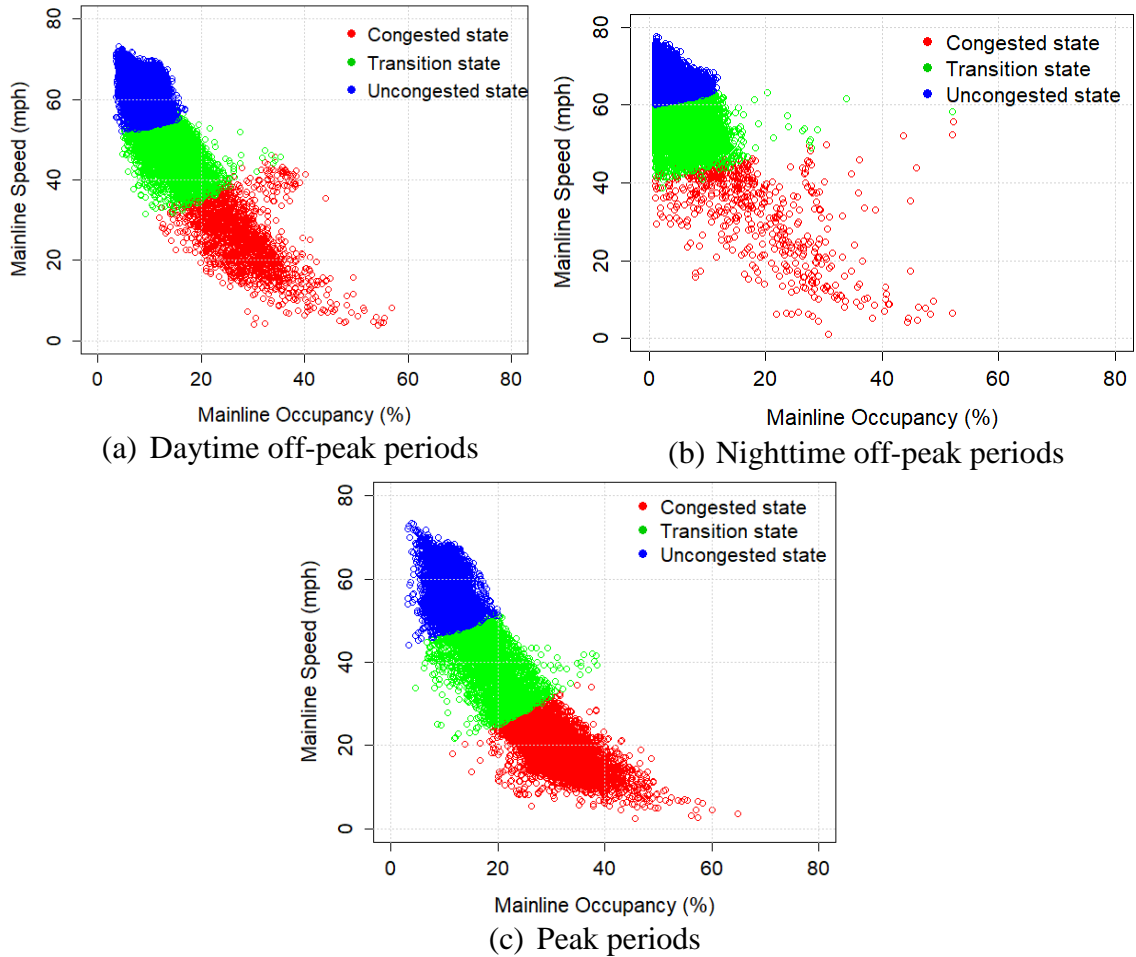 80
60
40
20
0
Mainline Speed (mph)
Congested state
Transition state
Uncongested state
0 20 40 60 80
Mainline Occupancy (%)
(a) Daytime off-peak periods
80
60
40
20
0
Mainline Speed (mph)
Congested state
Transition state
Uncongested state
0 20 40 60 80
Mainline Occupancy (%)
(b) Nighttime off-peak periods
80
60
40
20
0
Mainline Speed (mph)
Congested state
Transition state
Uncongested state
0 20 40 60 80
Mainline Occupancy (%)
(c) Peak periods